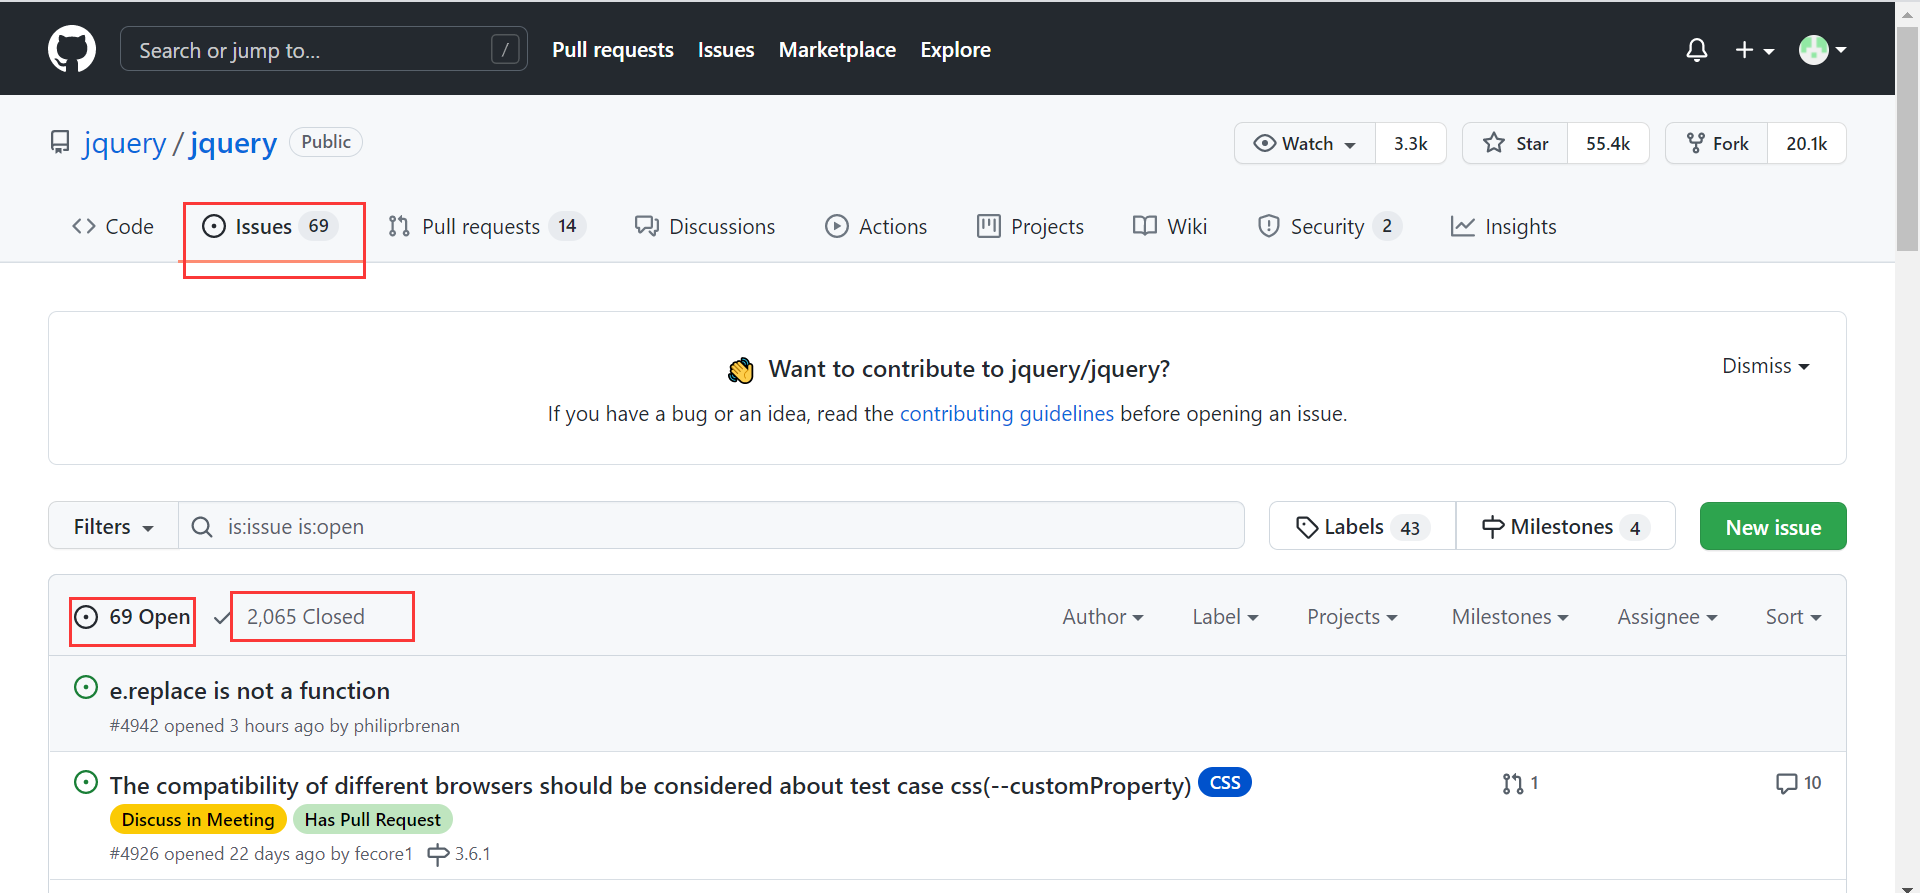 Search or jump to... / Pull requests Issues Marketplace Explore
jquery / jquery Public Watch 3.3k Star 55.4k Fork 20.1k
Code Issues 69 Pull requests 14 Discussions Actions Projects Wiki Security 2 Insights
Want to contribute to jquery/jquery? Dismiss
If you have a bug or an idea, read the contributing guidelines before opening an issue.
Filters is:issue is:open Labels 43 Milestones 4 New issue
69 Open 2,065 Closed Author Label Projects Milestones Assignee Sort
e.replace is not a function
#4942 opened 3 hours ago by philiprbrenan
The compatibility of different browsers should be considered about test case css(--customProperty) CSS 1 10
Discuss in Meeting Has Pull Request
#4926 opened 22 days ago by fecore1 3.6.1